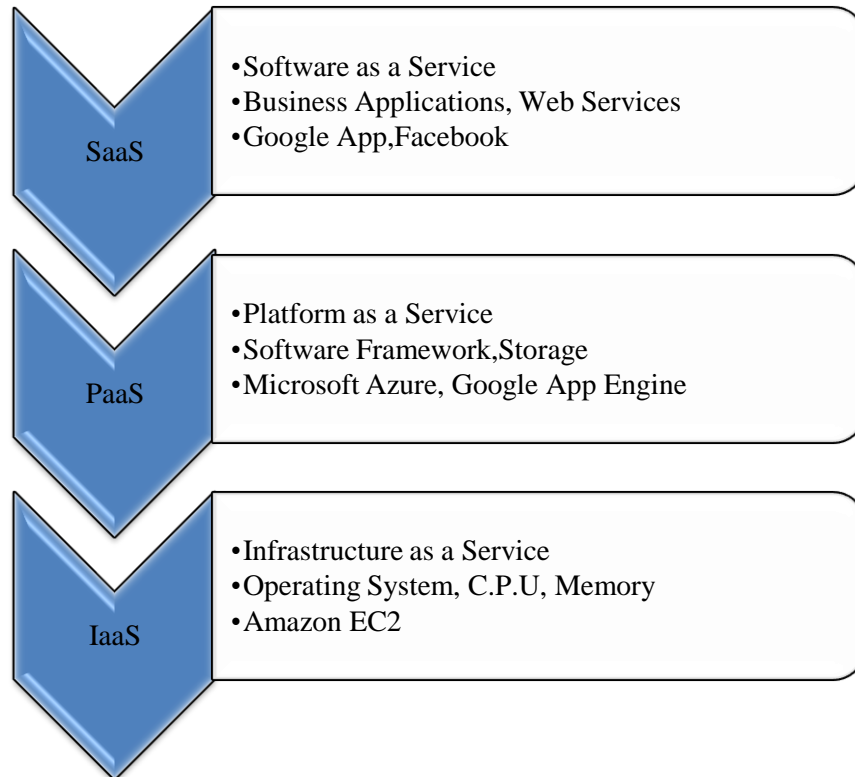 SaaS
•Software as a Service
•Business Applications, Web Services
•Google App,Facebook
PaaS
•Platform as a Service
•Software Framework,Storage
•Microsoft Azure, Google App Engine
IaaS
•Infrastructure as a Service
•Operating System, C.P.U, Memory
•Amazon EC2